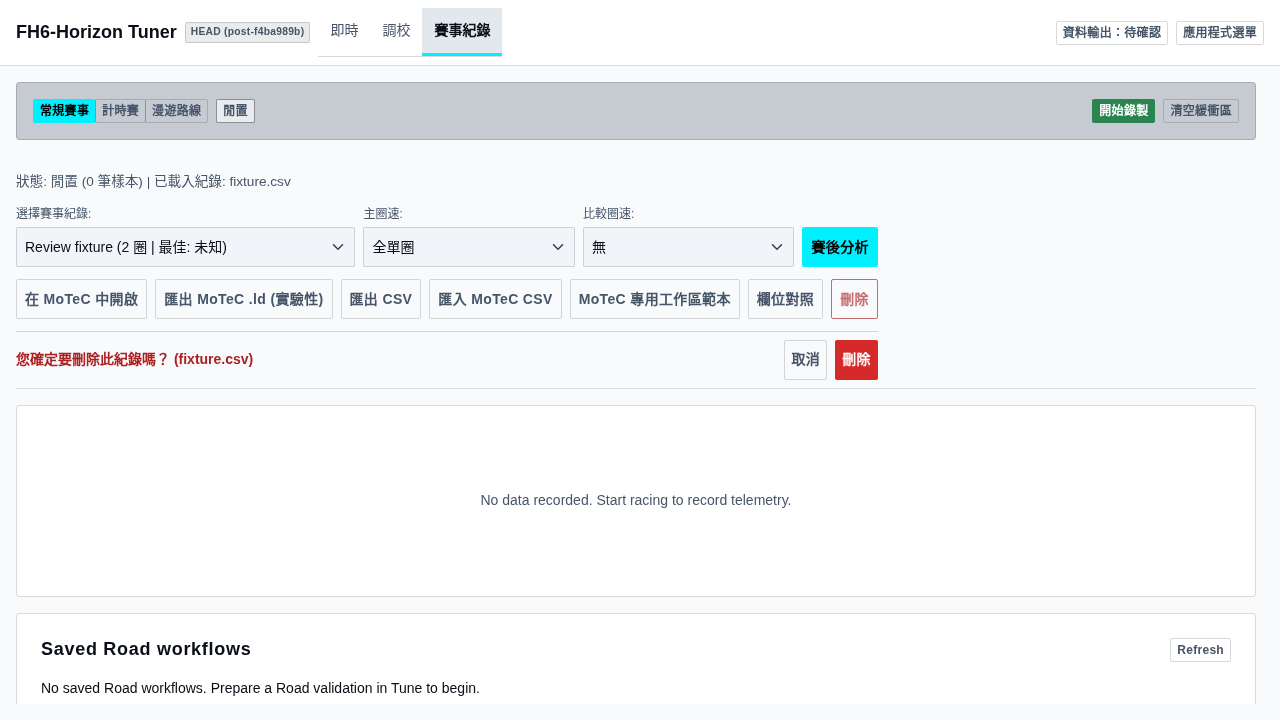 FH6-Horizon Tuner HEAD (post-f4ba989b) 即時 調校 賽事紀錄 資料輸出：待確認 應用程式選單
常規賽事 計時賽 漫遊路線 閒置 開始錄製 清空緩衝區
狀態: 閒置 (0 筆樣本) | 已載入紀錄: fixture.csv
選擇賽事紀錄: 主圈速: 比較圈速:
Review fixture (2 圈 | 最佳: 未知) 全單圈 無 賽後分析
在 MoTeC 中開啟 匯出 MoTeC .ld (實驗性) 匯出 CSV 匯入 MoTeC CSV MoTeC 專用工作區範本 欄位對照 刪除
您確定要刪除此紀錄嗎？ (fixture.csv) 取消 刪除
No data recorded. Start racing to record telemetry.
Saved Road workflows Refresh
No saved Road workflows. Prepare a Road validation in Tune to begin.